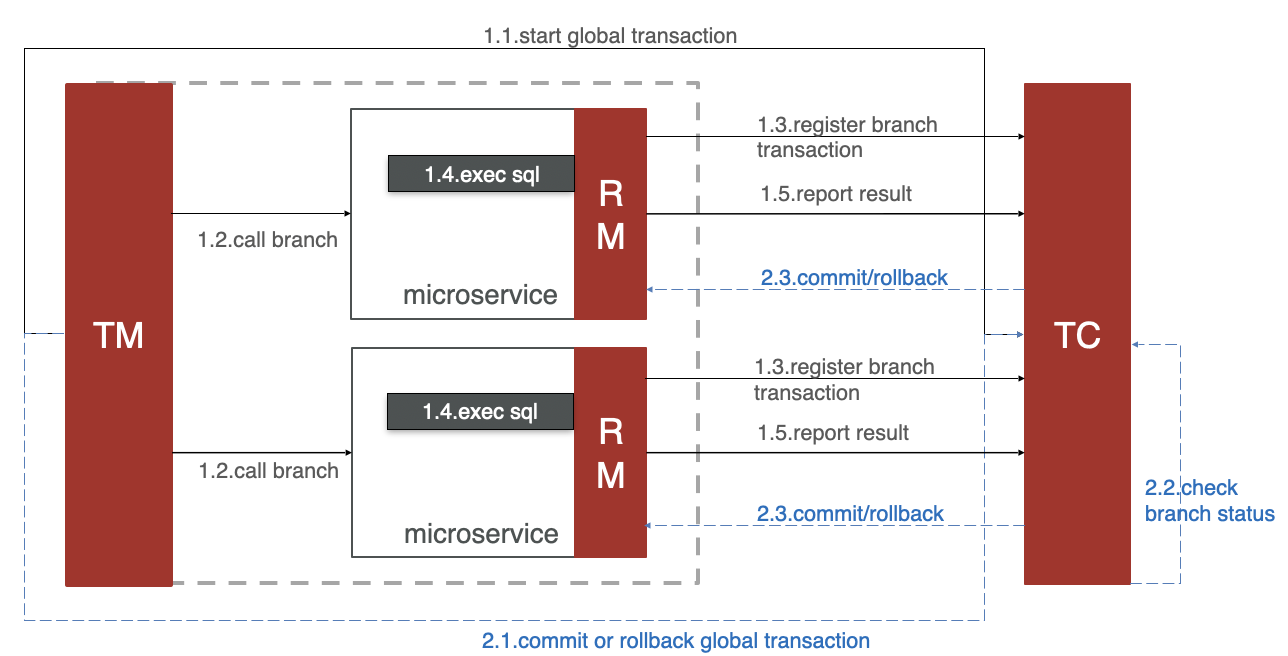 1.1.start global transaction
1.3.register branch
transaction
1.4.exec sql
R
M
1.5.report result
1.2.call branch
2.3.commit/rollback
microservice
TM
TC
1.3.register branch
transaction
1.4.exec sql
R
M
1.5.report result
1.2.call branch
2.2.check
branch status
2.3.commit/rollback
microservice
2.1.commit or rollback global transaction